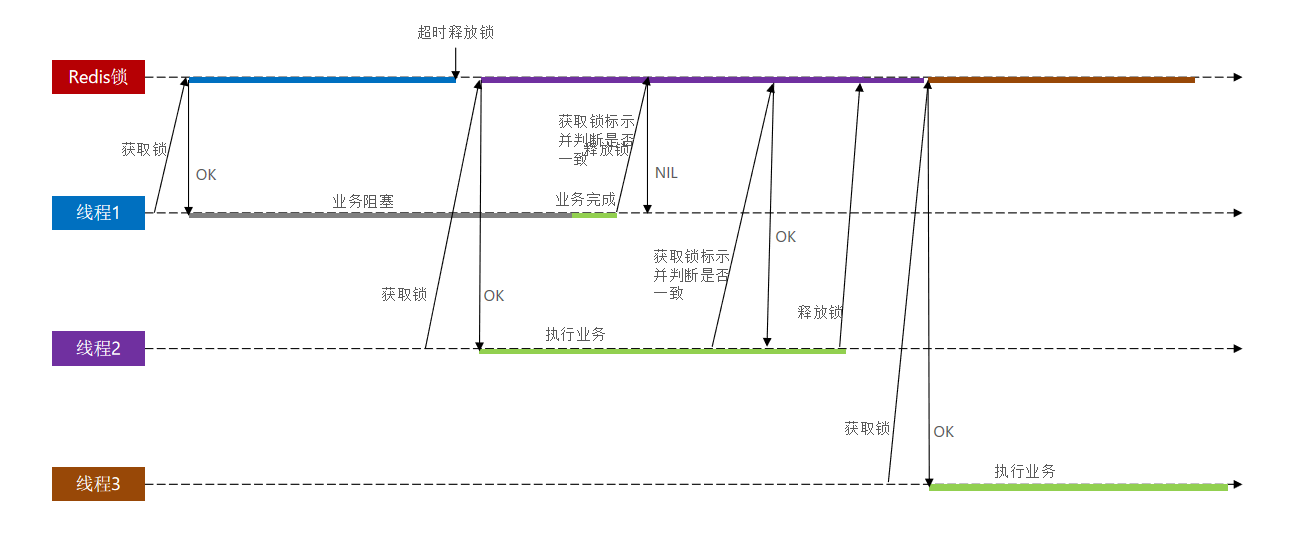 超时释放锁
Redis锁
获取锁标示
并判断是否
一致
释放锁
获取锁
OK
NIL
线程1
业务阻塞
业务完成
OK
获取锁标示
并判断是否
一致
获取锁
OK
释放锁
线程2
执行业务
获取锁
OK
线程3
执行业务